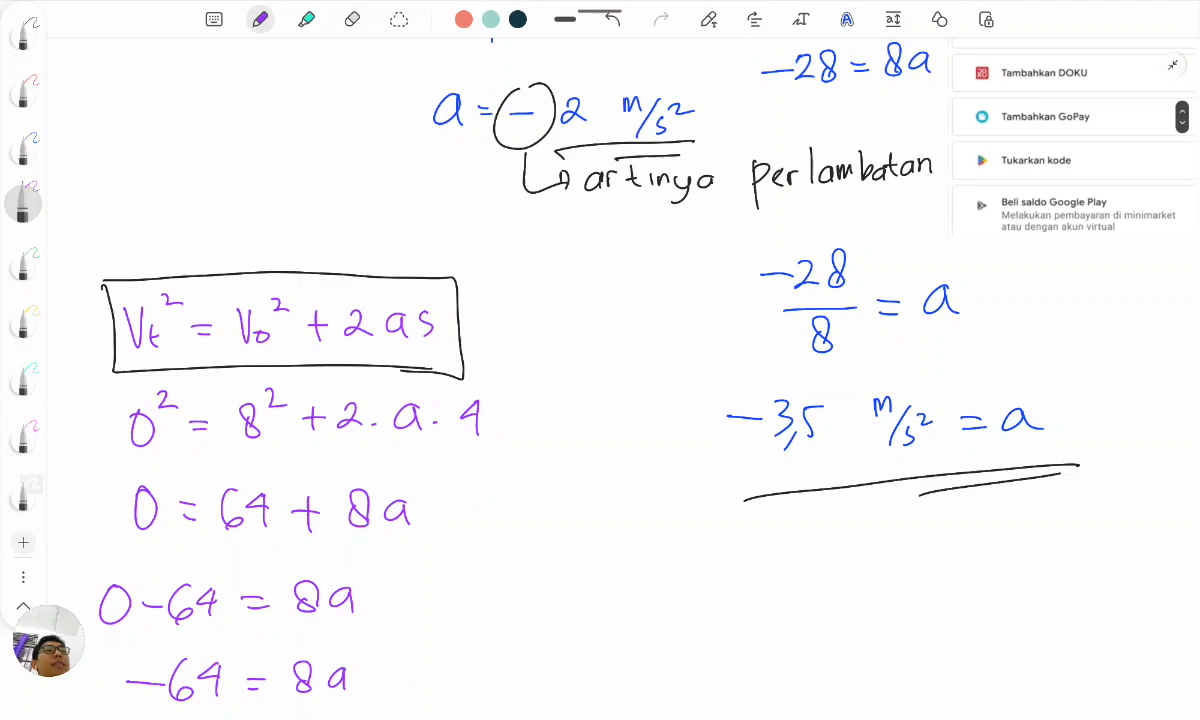 -28 = 8a
a = - 2 m/s²
↳ artinya perlambatan
Tambahkan DOKU
Tambahkan GoPay
Tukarkan kode
Beli saldo Google Play
Melakukan pembayaran di minimarket
atau dengan akun virtual
Vt² = Vo² + 2 a s
0² = 8² + 2. a. 4
0 = 64 + 8a
0 - 64 = 8a
-64 = 8a
-28/8 = a
-3,5 m/s² = a